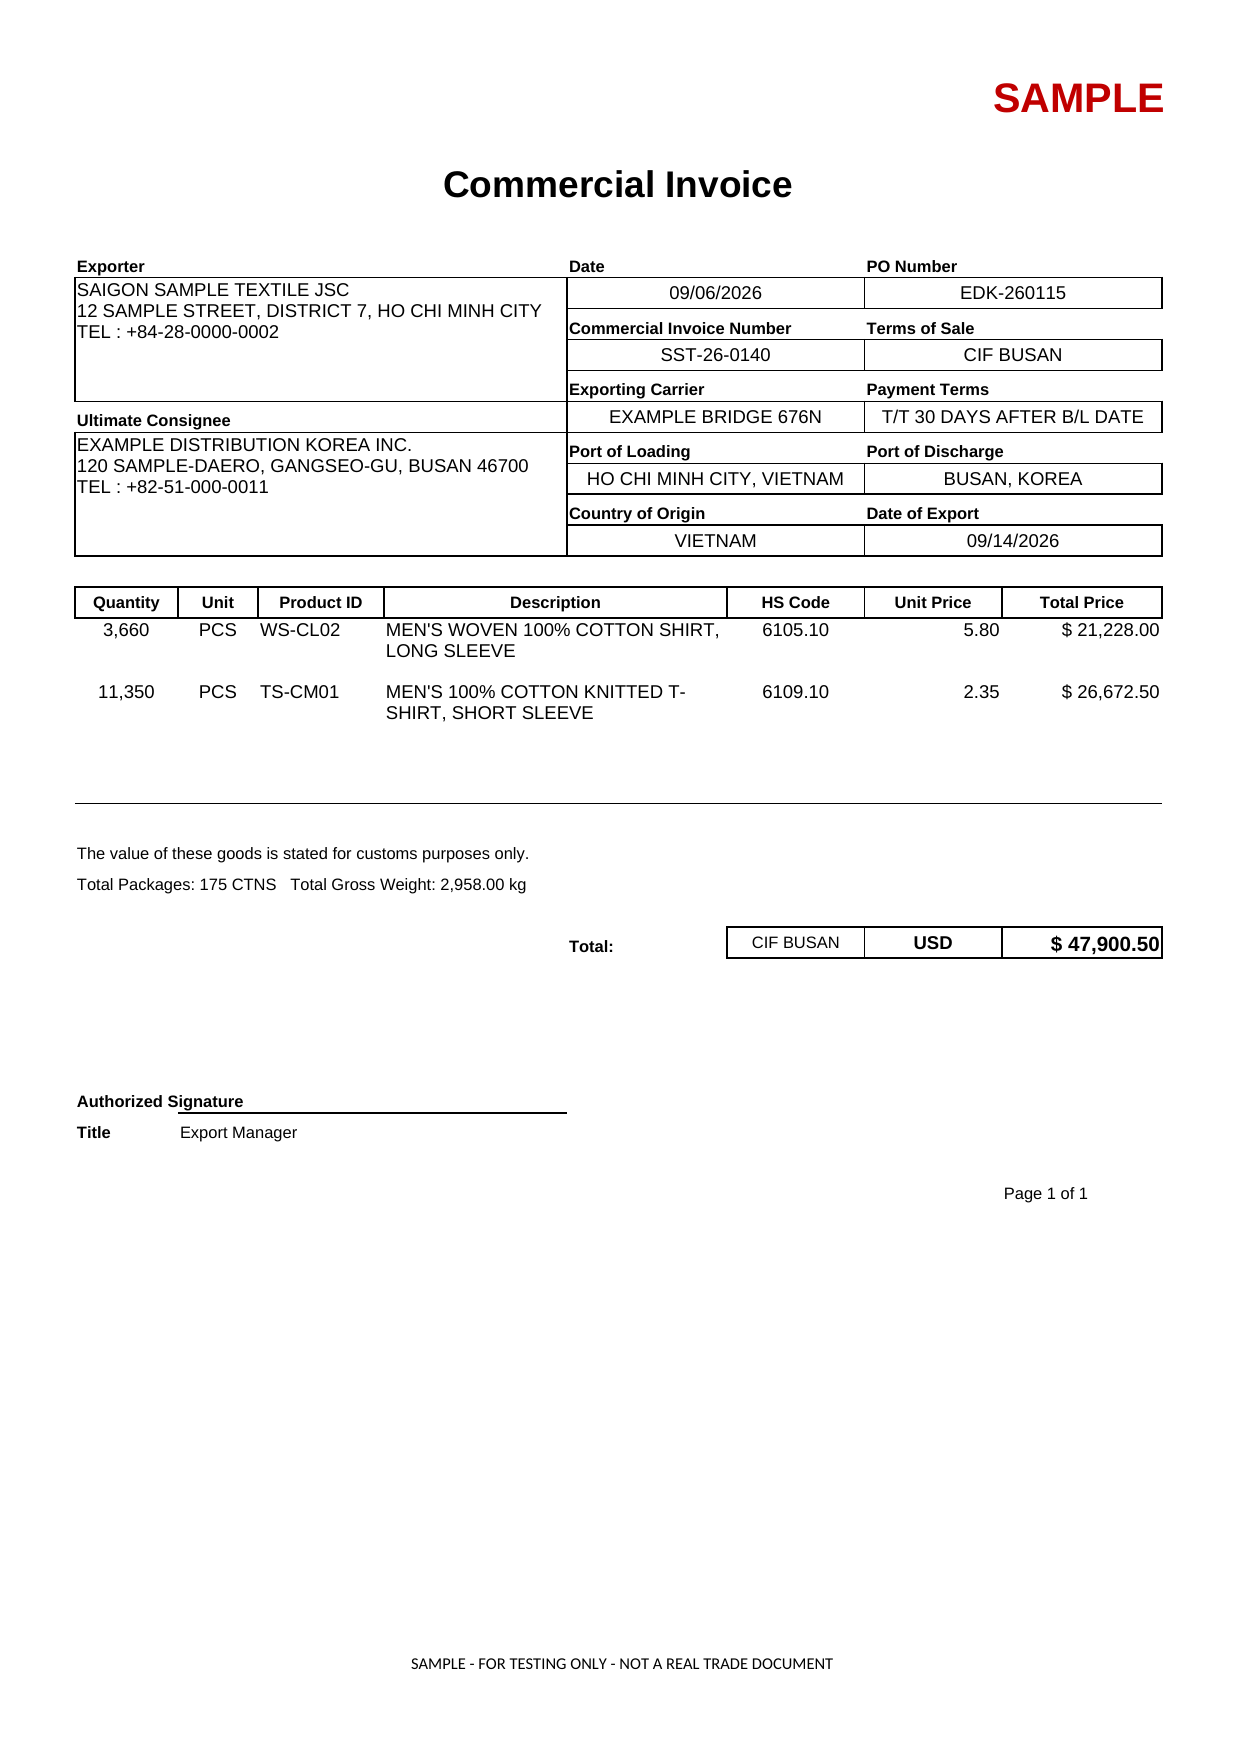 SAMPLE
Commercial Invoice
Exporter
SAIGON SAMPLE TEXTILE JSC
12 SAMPLE STREET, DISTRICT 7, HO CHI MINH CITY
TEL : +84-28-0000-0002
Ultimate Consignee
EXAMPLE DISTRIBUTION KOREA INC.
120 SAMPLE-DAERO, GANGSEO-GU, BUSAN 46700
TEL : +82-51-000-0011
Date PO Number
09/06/2026 EDK-260115
Commercial Invoice Number Terms of Sale
SST-26-0140 CIF BUSAN
Exporting Carrier Payment Terms
EXAMPLE BRIDGE 676N T/T 30 DAYS AFTER B/L DATE
Port of Loading Port of Discharge
HO CHI MINH CITY, VIETNAM BUSAN, KOREA
Country of Origin Date of Export
VIETNAM 09/14/2026
Quantity Unit Product ID Description HS Code Unit Price Total Price
3,660 PCS WS-CL02 MEN'S WOVEN 100% COTTON SHIRT, 6105.10 5.80 $ 21,228.00
LONG SLEEVE
11,350 PCS TS-CM01 MEN'S 100% COTTON KNITTED T- 6109.10 2.35 $ 26,672.50
SHIRT, SHORT SLEEVE
The value of these goods is stated for customs purposes only.
Total Packages: 175 CTNS Total Gross Weight: 2,958.00 kg
Total: CIF BUSAN USD $ 47,900.50
Authorized Signature
Title Export Manager
Page 1 of 1
SAMPLE - FOR TESTING ONLY - NOT A REAL TRADE DOCUMENT